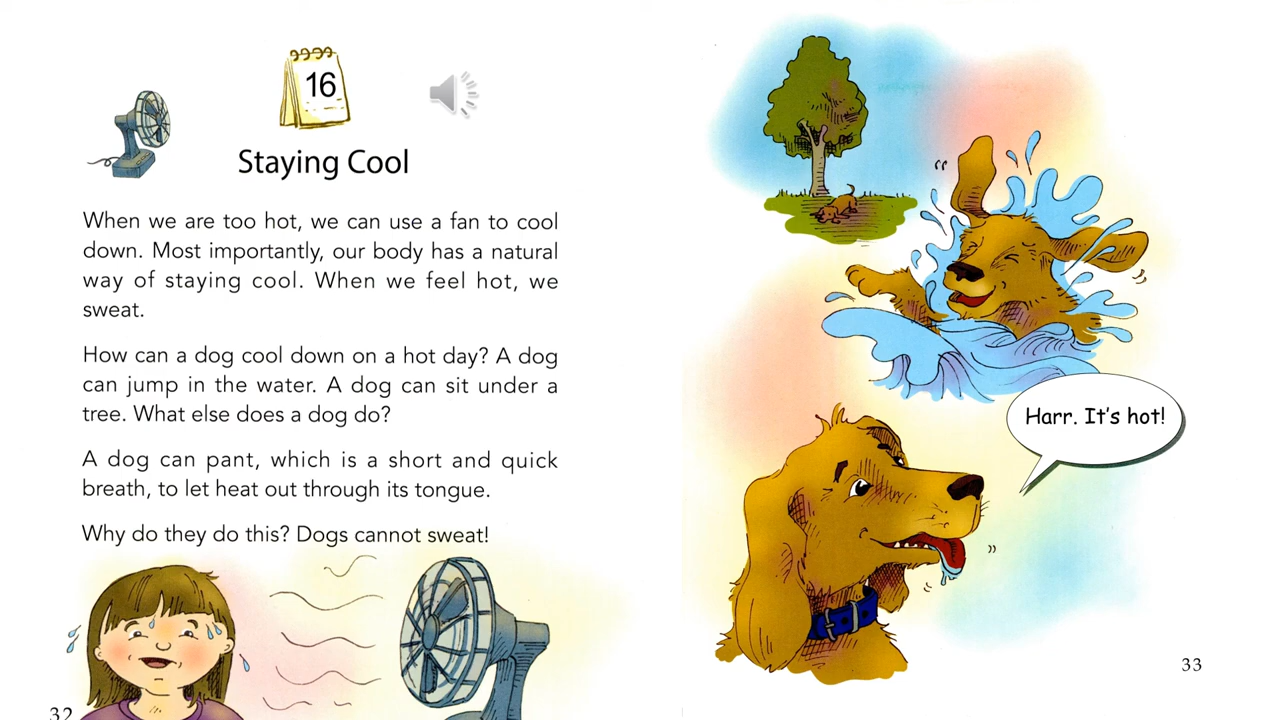 16
Staying Cool
When we are too hot, we can use a fan to cool
down. Most importantly, our body has a natural
way of staying cool. When we feel hot, we
sweat.
How can a dog cool down on a hot day? A dog
can jump in the water. A dog can sit under a
tree. What else does a dog do?
A dog can pant, which is a short and quick
breath, to let heat out through its tongue.
Why do they do this? Dogs cannot sweat!
32
Harr. It's hot!
33